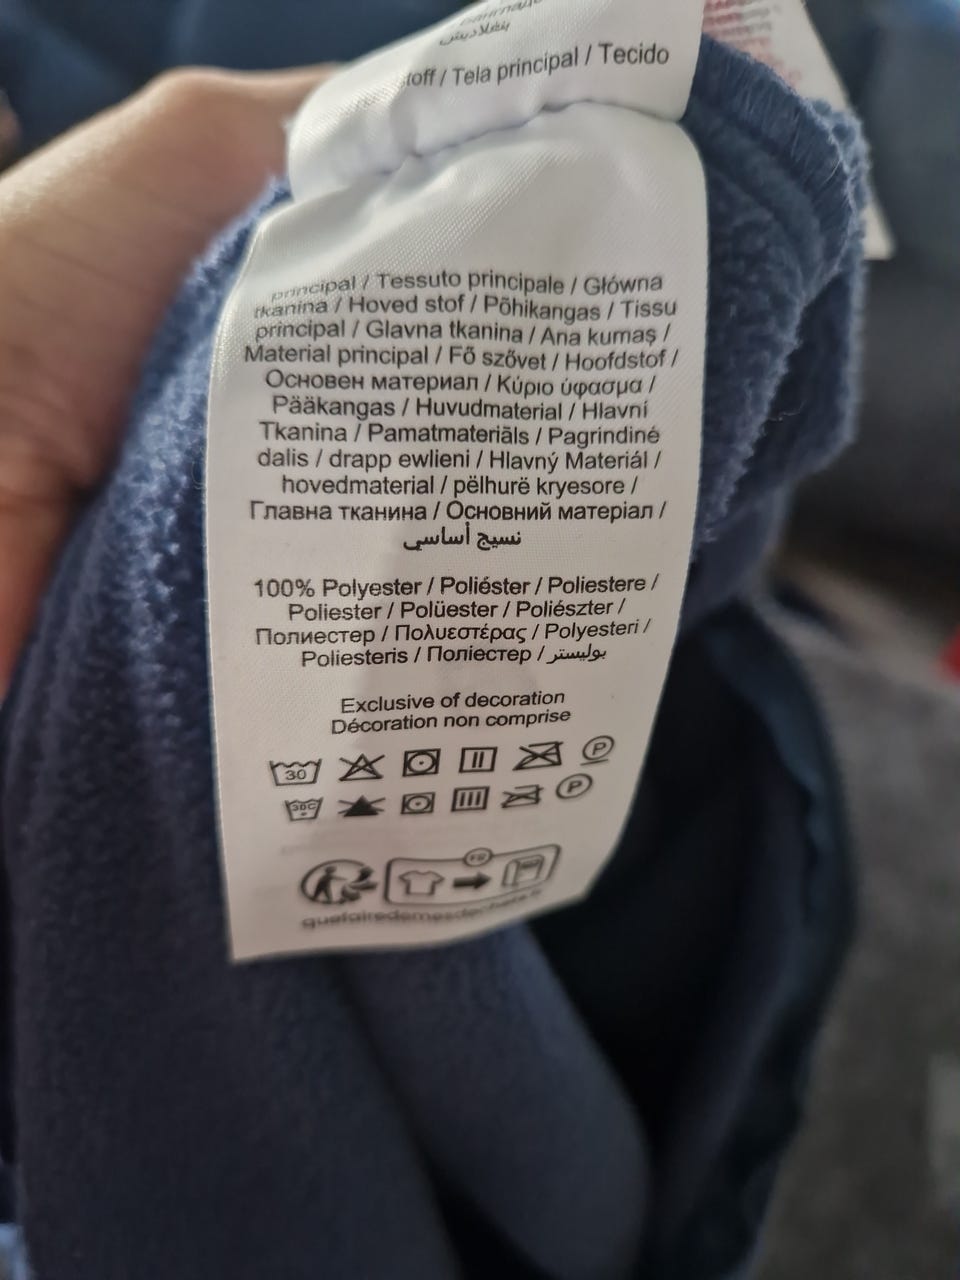 بنغلاديش
/ Tela principal / Tecido
principal / Tessuto principale / Główna
tkanina / Hoved stof / Põhikangas / Tissu
principal / Glavna tkanina / Ana kumaş /
Material principal / Fő szővet / Hoofdstof /
Основен материал / Κύριο ύφασμα /
Pääkangas / Huvudmaterial / Hlavní
Tkanina / Pamatmateriāls / Pagrindinė
dalis / drapp ewlieni / Hlavný Materiál /
hovedmaterial / pëlhurë kryesore /
Главна тканина / Основний матеріал /
نسيج أساسي
100% Polyester / Poliéster / Poliestere /
Poliester / Polüester / Poliészter /
Полиестер / Πολυεστέρας / Polyesteri /
Poliesteris / Поліестер / بوليستر
Exclusive of decoration
Décoration non comprise
30 P
30C P
FR
quefairedemesdechets.fr